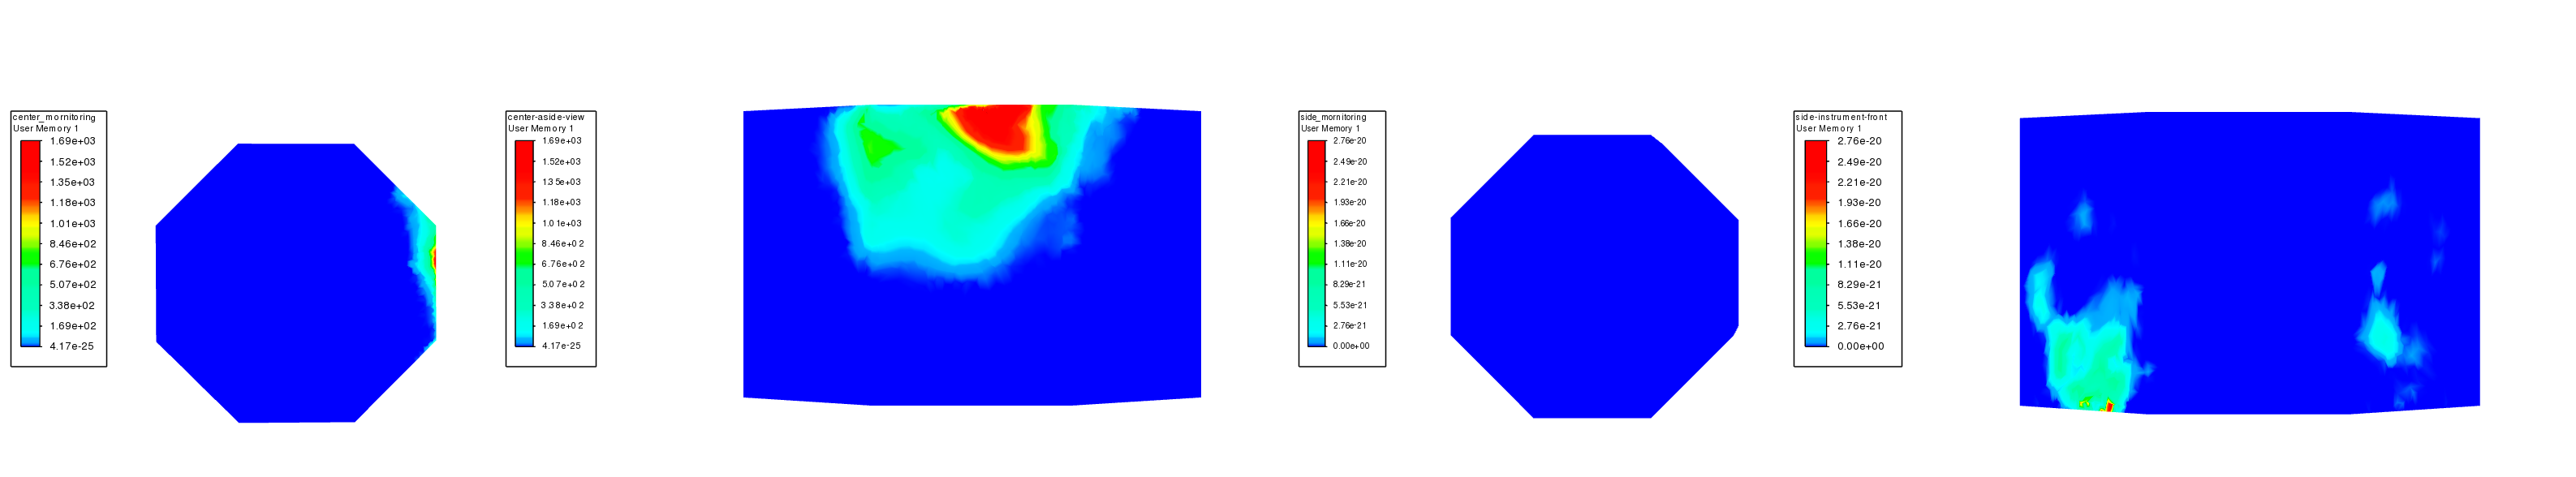 center_mornitoring
User Memory 1
1.69e+03
1.52e+03
1.35e+03
1.18e+03
1.01e+03
8.46e+02
6.76e+02
5.07e+02
3.38e+02
1.69e+02
4.17e-25
center-aside-view
User Memory 1
1.69e+03
1.52e+03
1.35e+03
1.18e+03
1.01e+03
8.46e+02
6.76e+02
5.07e+02
3.38e+02
1.69e+02
4.17e-25
side_mornitoring
User Memory 1
2.76e-20
2.49e-20
2.21e-20
1.93e-20
1.66e-20
1.38e-20
1.11e-20
8.29e-21
5.53e-21
2.76e-21
0.00e+00
side-instrument-front
User Memory 1
2.76e-20
2.49e-20
2.21e-20
1.93e-20
1.66e-20
1.38e-20
1.11e-20
8.29e-21
5.53e-21
2.76e-21
0.00e+00